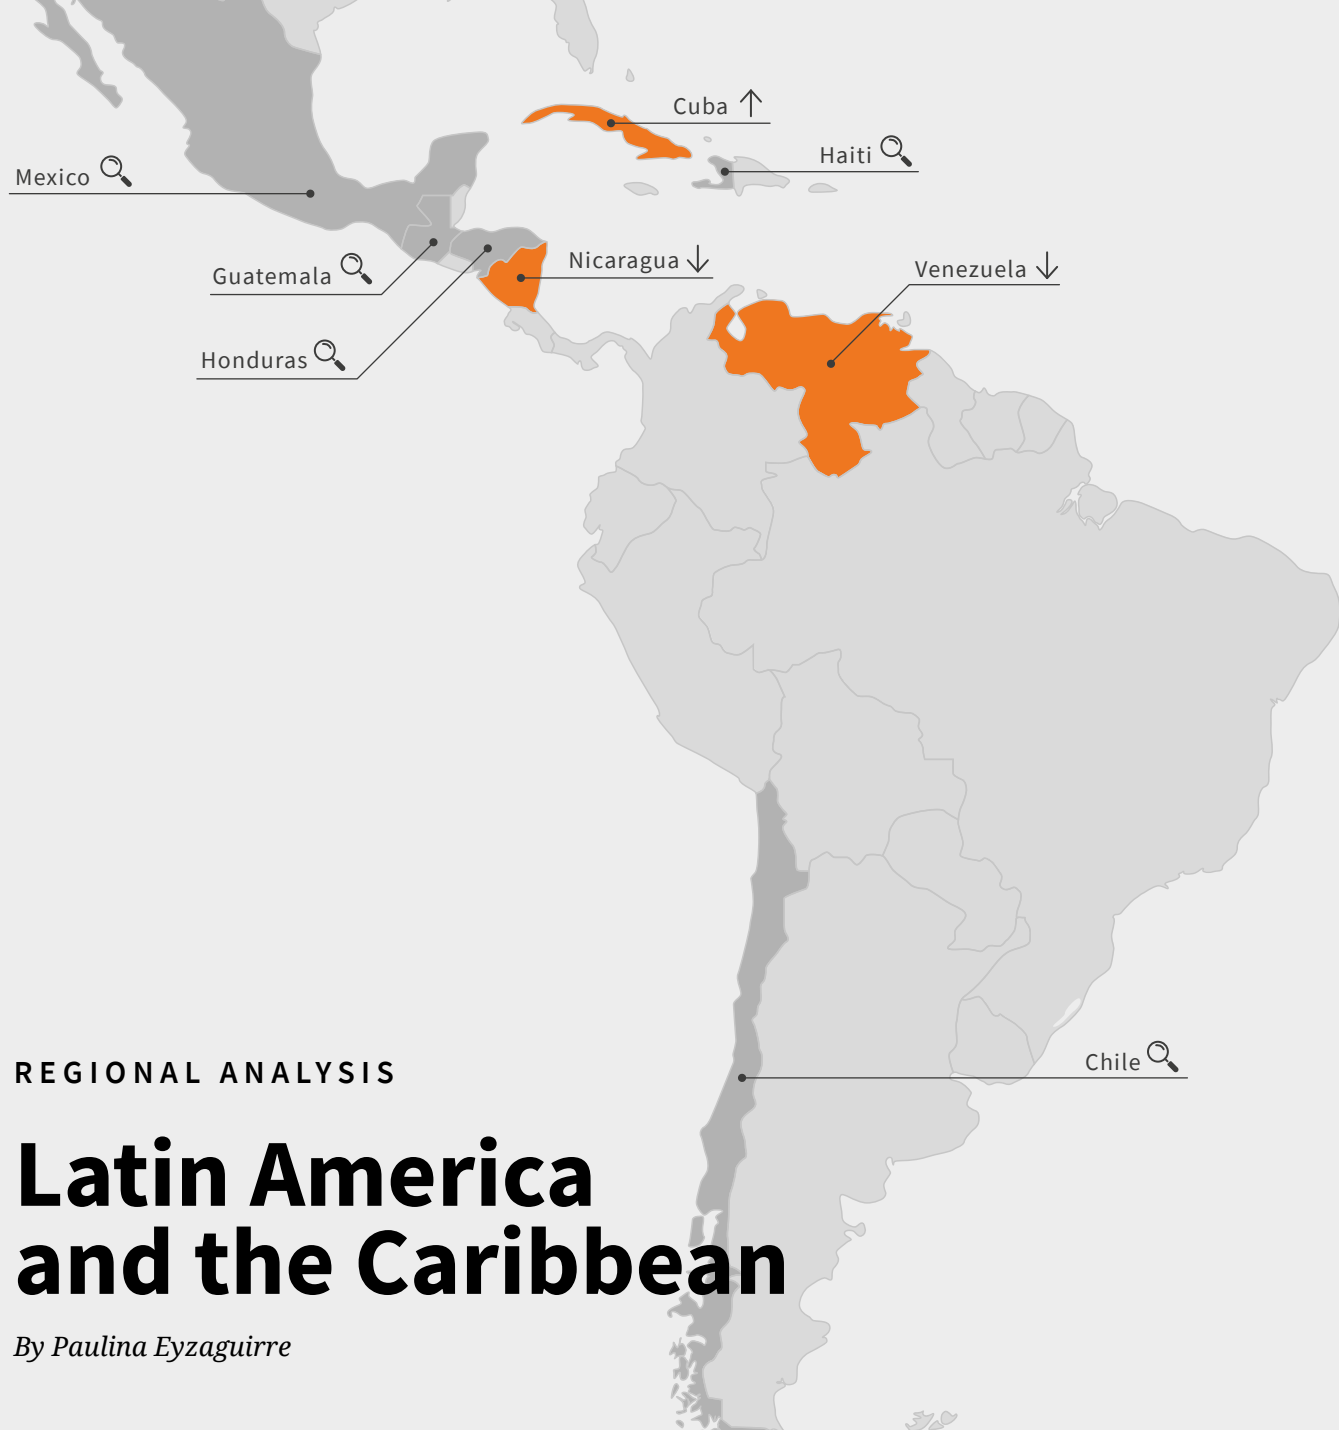 Cuba
Haiti
Mexico
Nicaragua
Venezuela
Guatemala
Honduras
Chile
REGIONAL ANALYSIS
Latin America
and the Caribbean
By Paulina Eyzaguirre